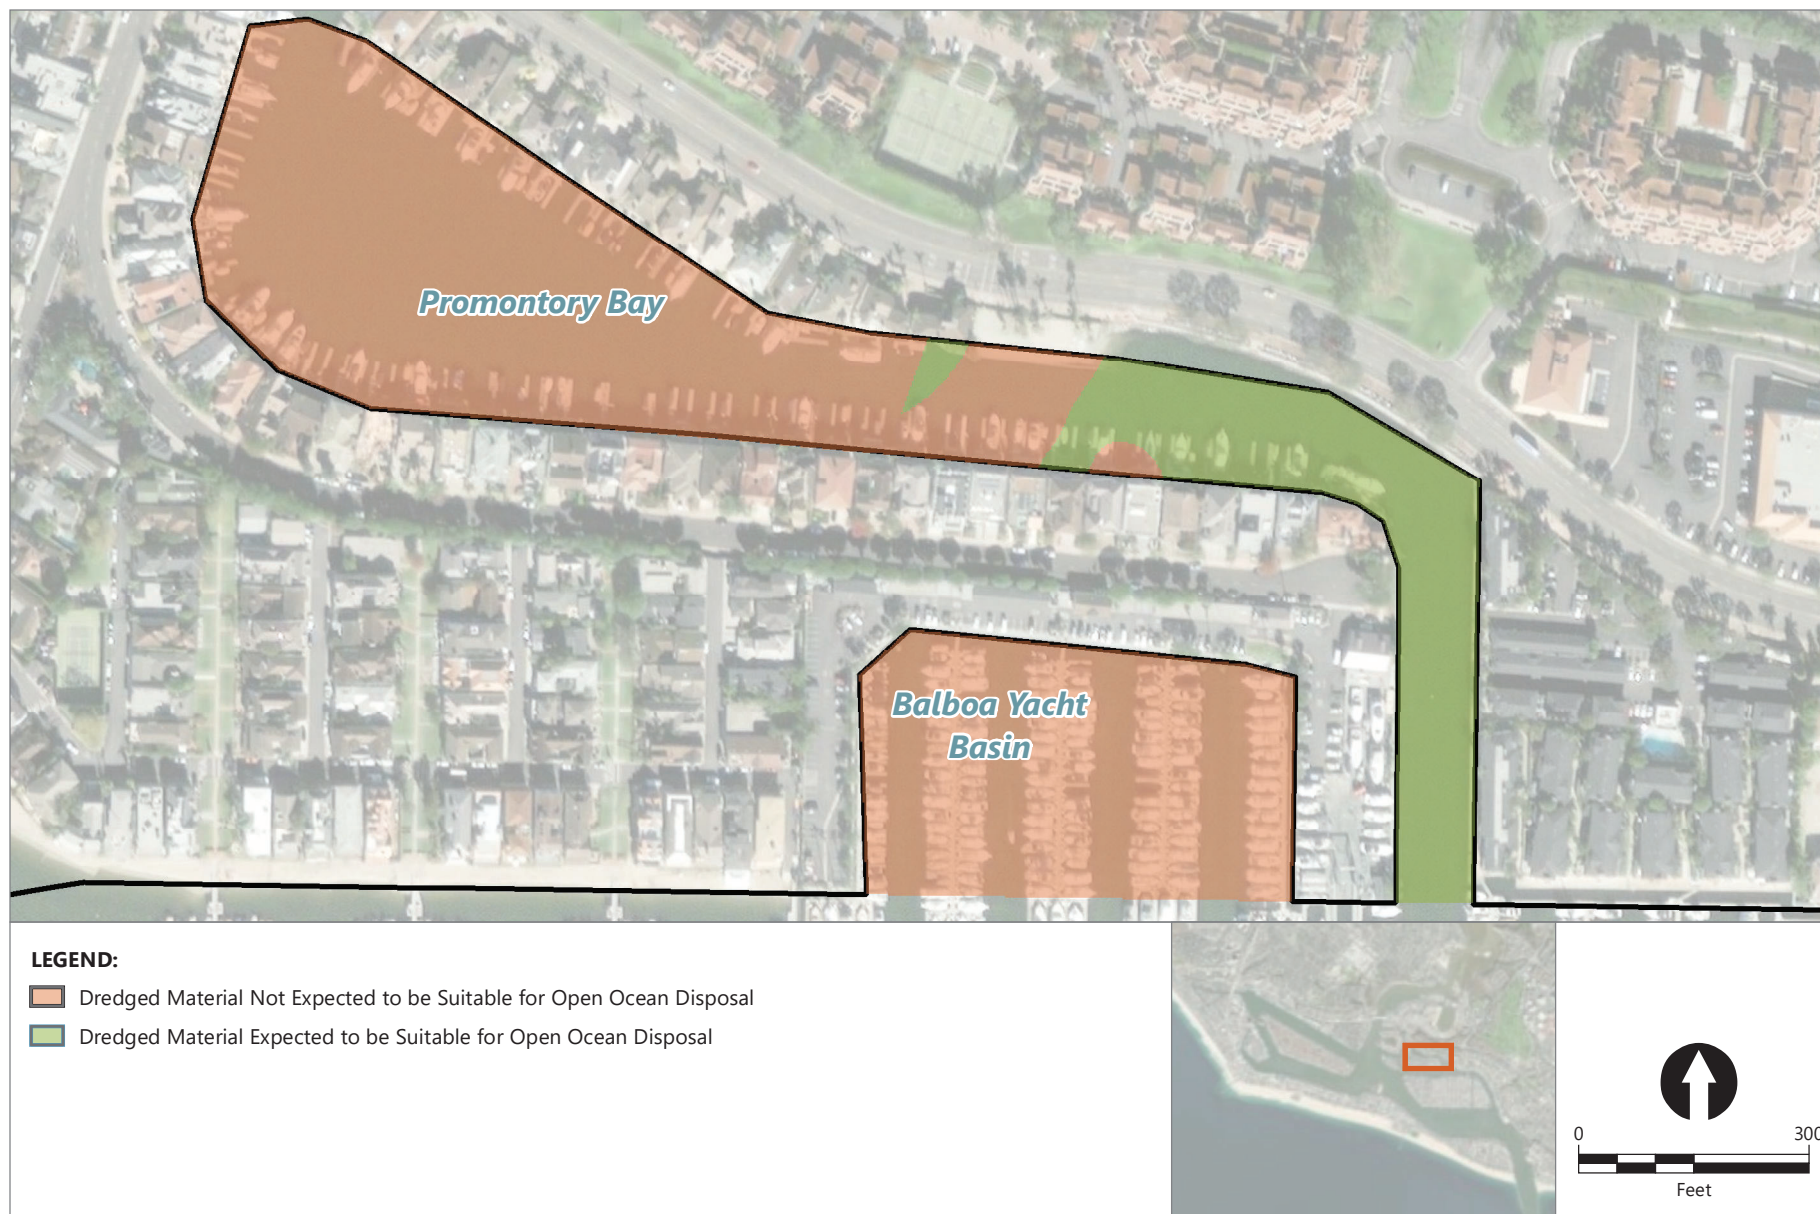 Promontory Bay
Balboa Yacht
Basin
LEGEND:
Dredged Material Not Expected to be Suitable for Open Ocean Disposal
Dredged Material Expected to be Suitable for Open Ocean Disposal
0 300
Feet